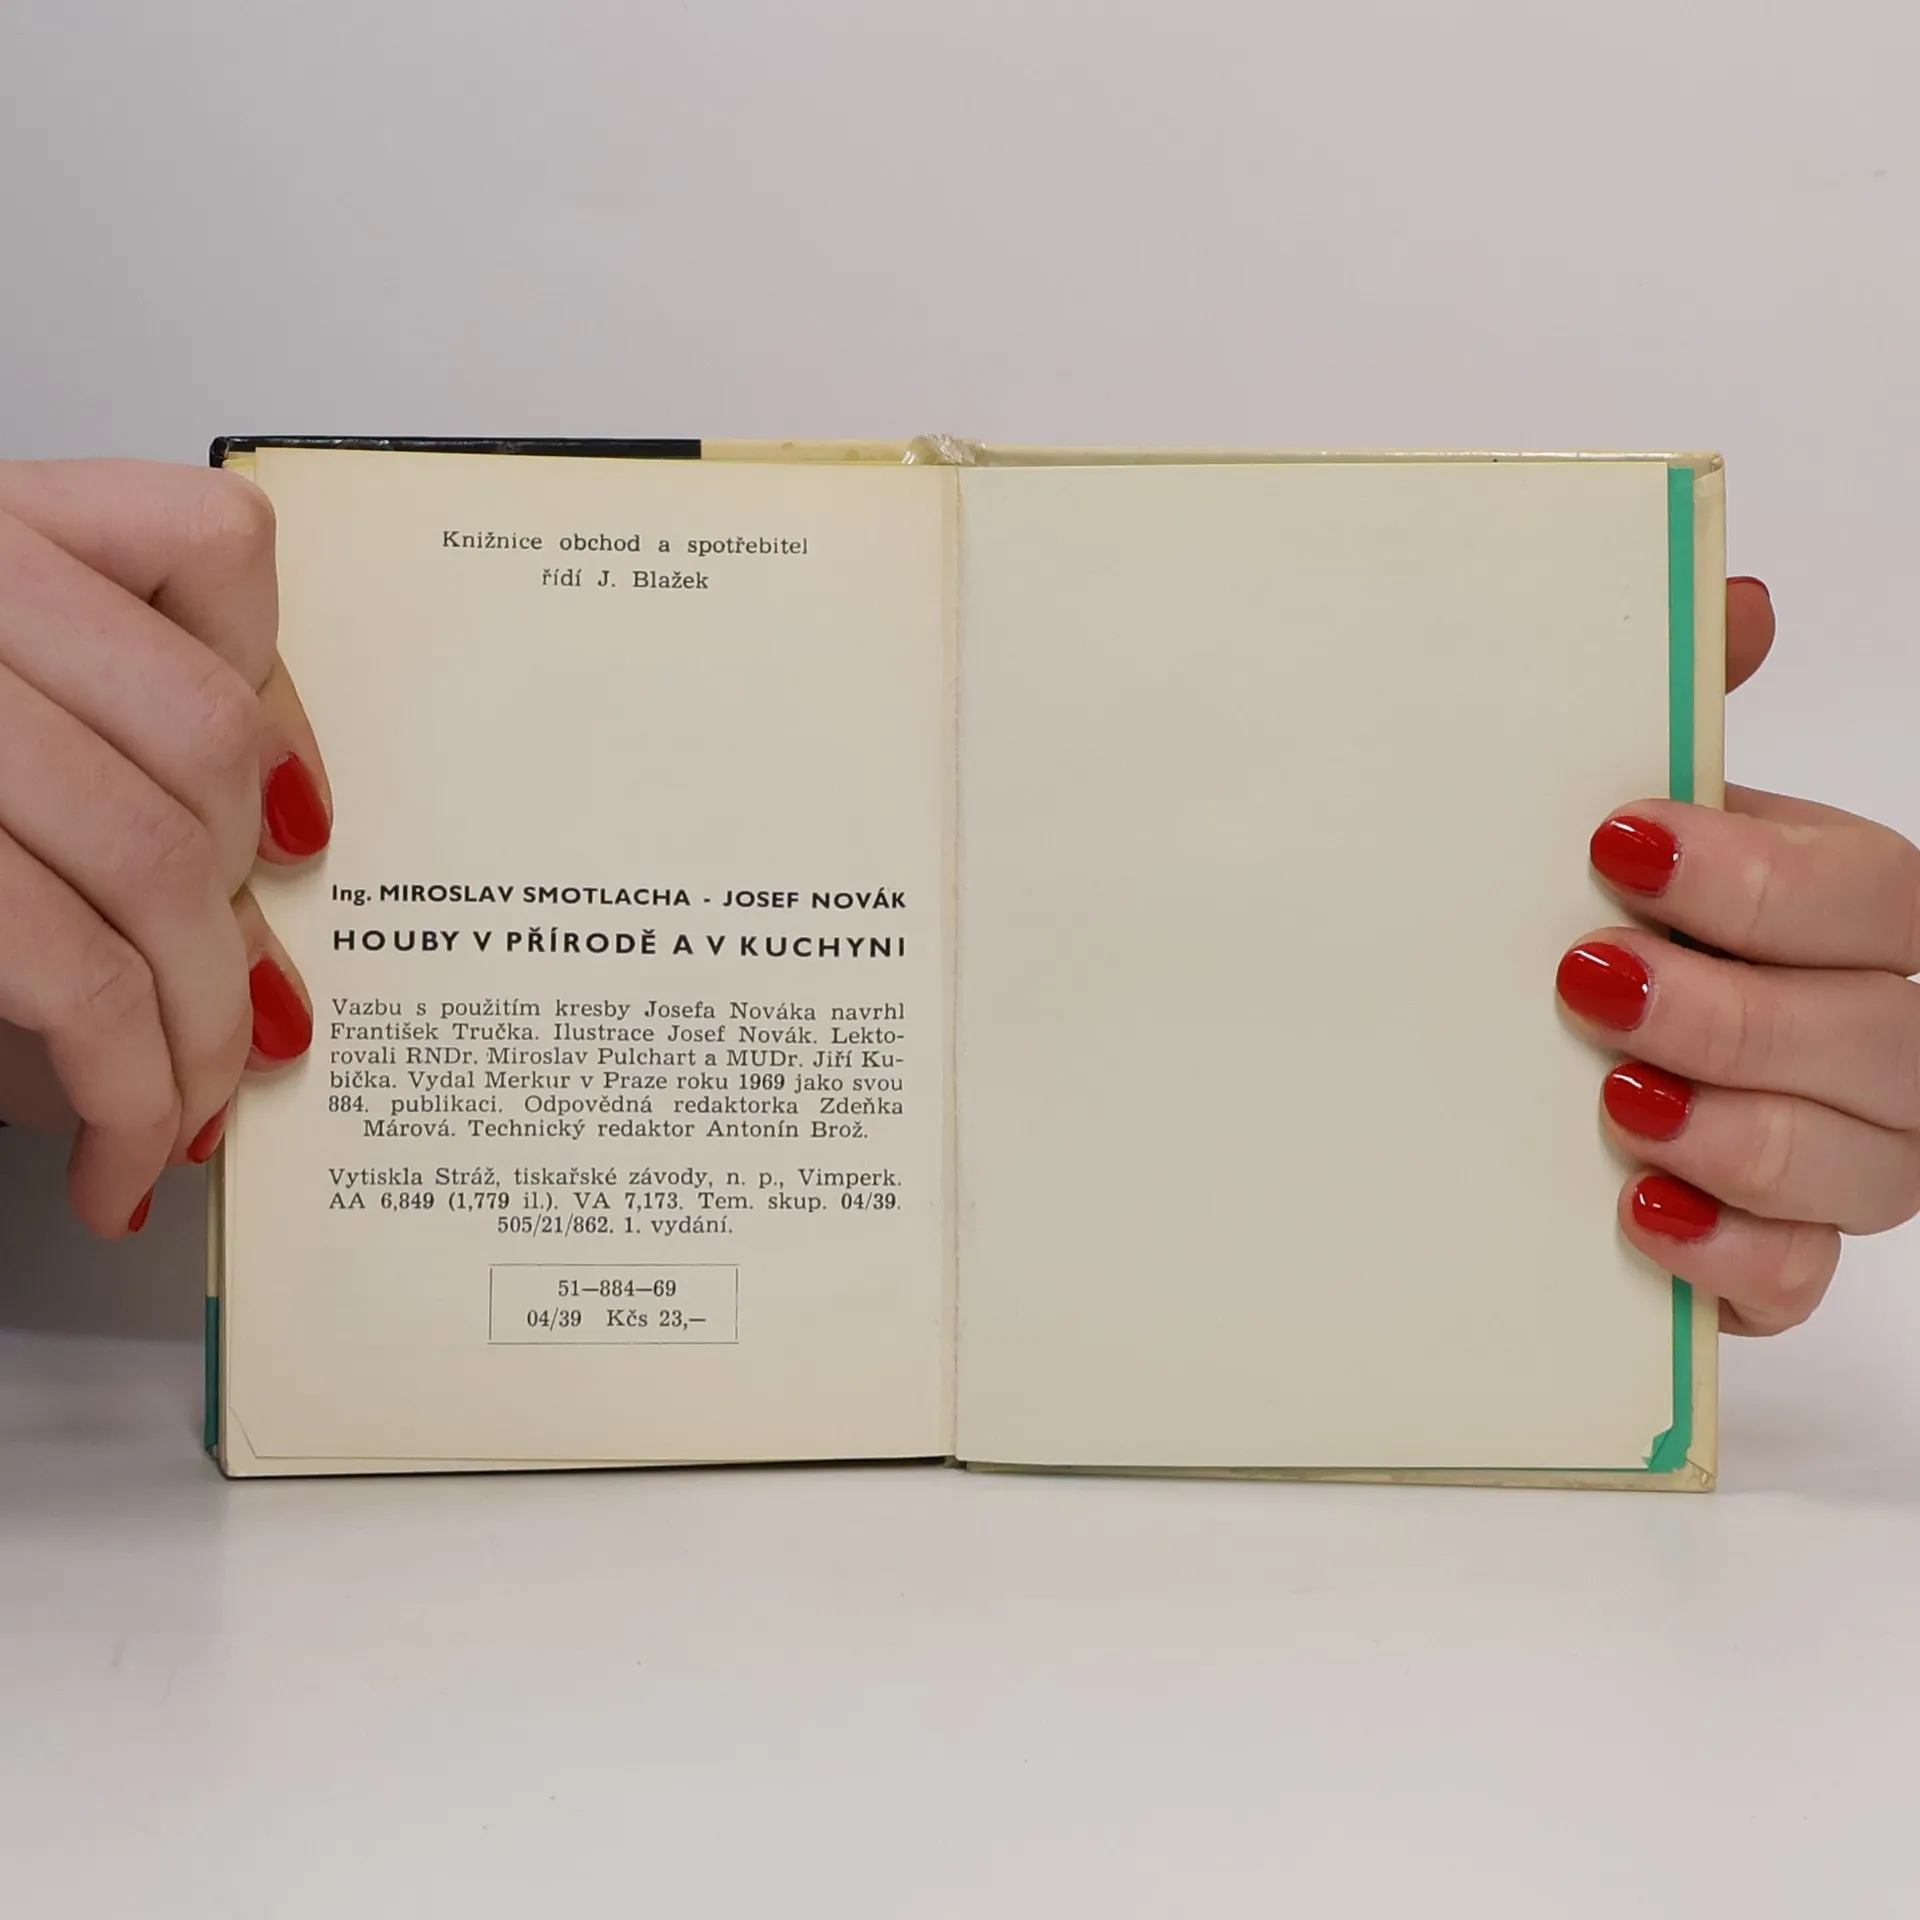 Knižnice obchod a spotřebitel
řídí J. Blažek
Ing. MIROSLAV SMOTLACHA - JOSEF NOVÁK
HOUBY V PŘÍRODĚ A V KUCHYNI
Vazbu s použitím kresby Josefa Nováka navrhl
František Tručka. Ilustrace Josef Novák. Lekto-
rovali RNDr. Miroslav Pulchart a MUDr. Jiří Ku-
bička. Vydal Merkur v Praze roku 1969 jako svou
884. publikaci. Odpovědná redaktorka Zdeňka
Márová. Technický redaktor Antonín Brož.
Vytiskla Stráž, tiskařské závody, n. p., Vimperk.
AA 6,849 (1,779 il.). VA 7,173. Tem. skup. 04/39.
505/21/862. 1. vydání.
51—884—69
04/39 Kčs 23,—